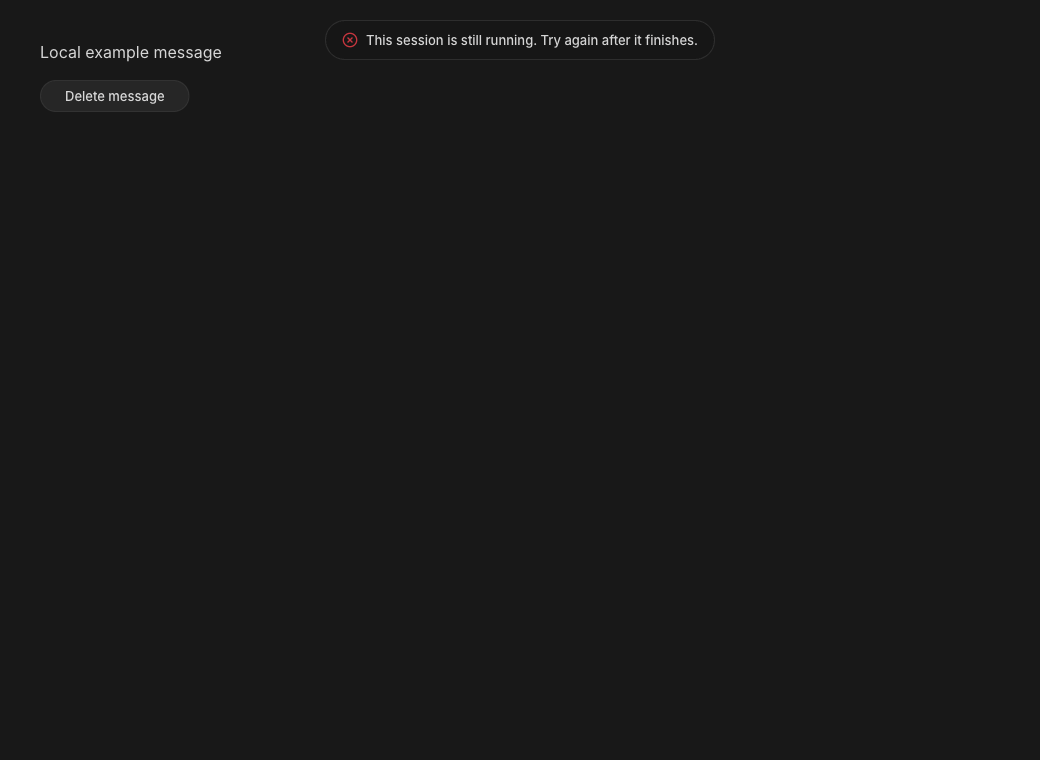 This session is still running. Try again after it finishes.
Local example message
Delete message